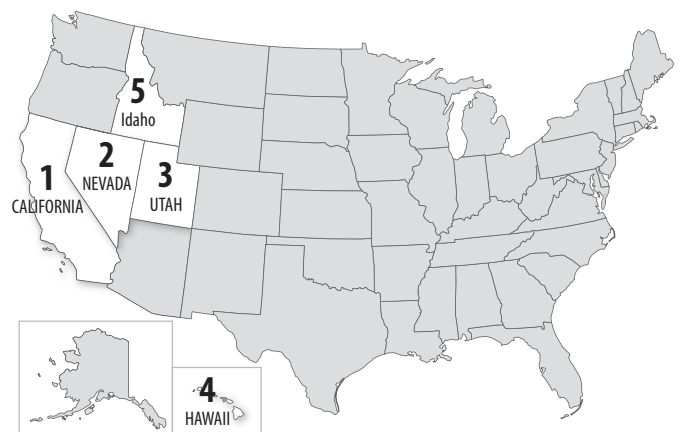 5
Idaho
1
CALIFORNIA
2
NEVADA
3
UTAH
4
HAWAII